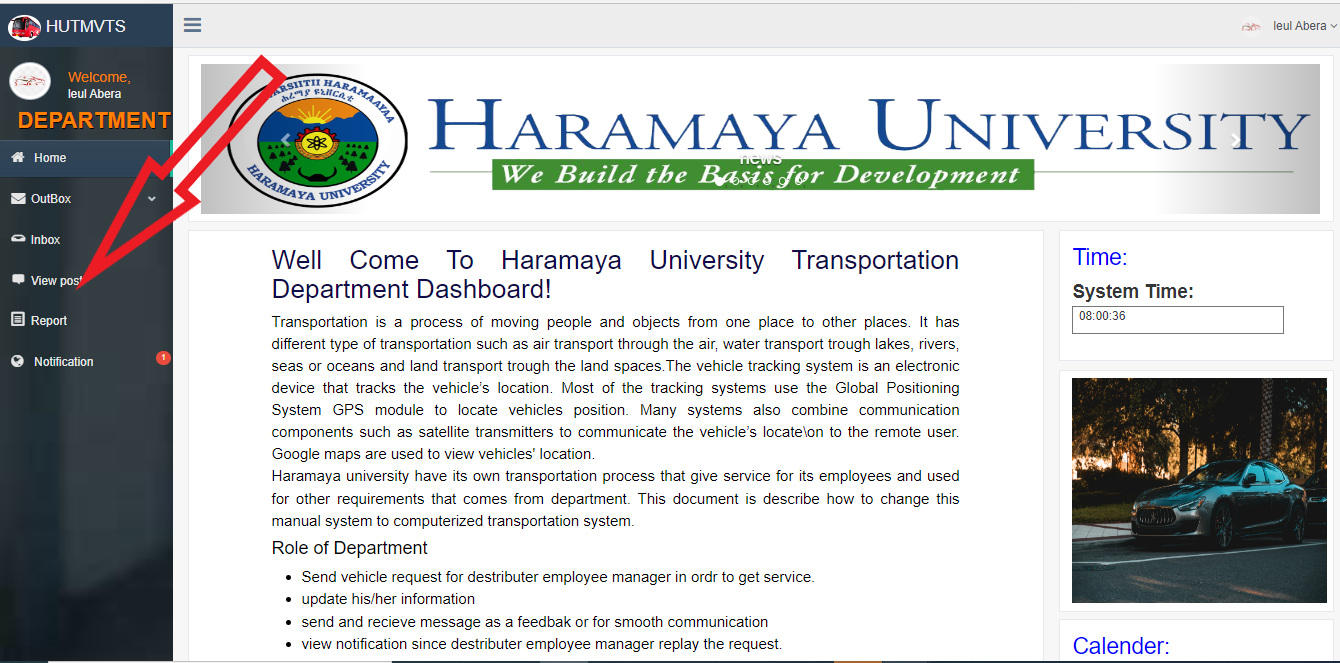 HUTMVTS
Ieul Abera
Welcome,
Ieul Abera
DEPARTMENT
Home
OutBox
Inbox
View post
Report
Notification
1
HARAMAYA UNIVERSITY
We Build the Basis for Development
news
ሐረማያ ዩኒቨርሲቲ
HARAMAYA UNIVERSITY
Well Come To Haramaya University Transportation
Department Dashboard!
Transportation is a process of moving people and objects from one place to other places. It has
different type of transportation such as air transport through the air, water transport trough lakes, rivers,
seas or oceans and land transport trough the land spaces.The vehicle tracking system is an electronic
device that tracks the vehicle's location. Most of the tracking systems use the Global Positioning
System GPS module to locate vehicles position. Many systems also combine communication
components such as satellite transmitters to communicate the vehicle's locate\on to the remote user.
Google maps are used to view vehicles' location.
Haramaya university have its own transportation process that give service for its employees and used
for other requirements that comes from department. This document is describe how to change this
manual system to computerized transportation system.
Role of Department
Send vehicle request for destributer employee manager in ordr to get service.
update his/her information
send and recieve message as a feedbak or for smooth communication
view notification since destributer employee manager replay the request.
Time:
System Time:
08:00:36
Calender: